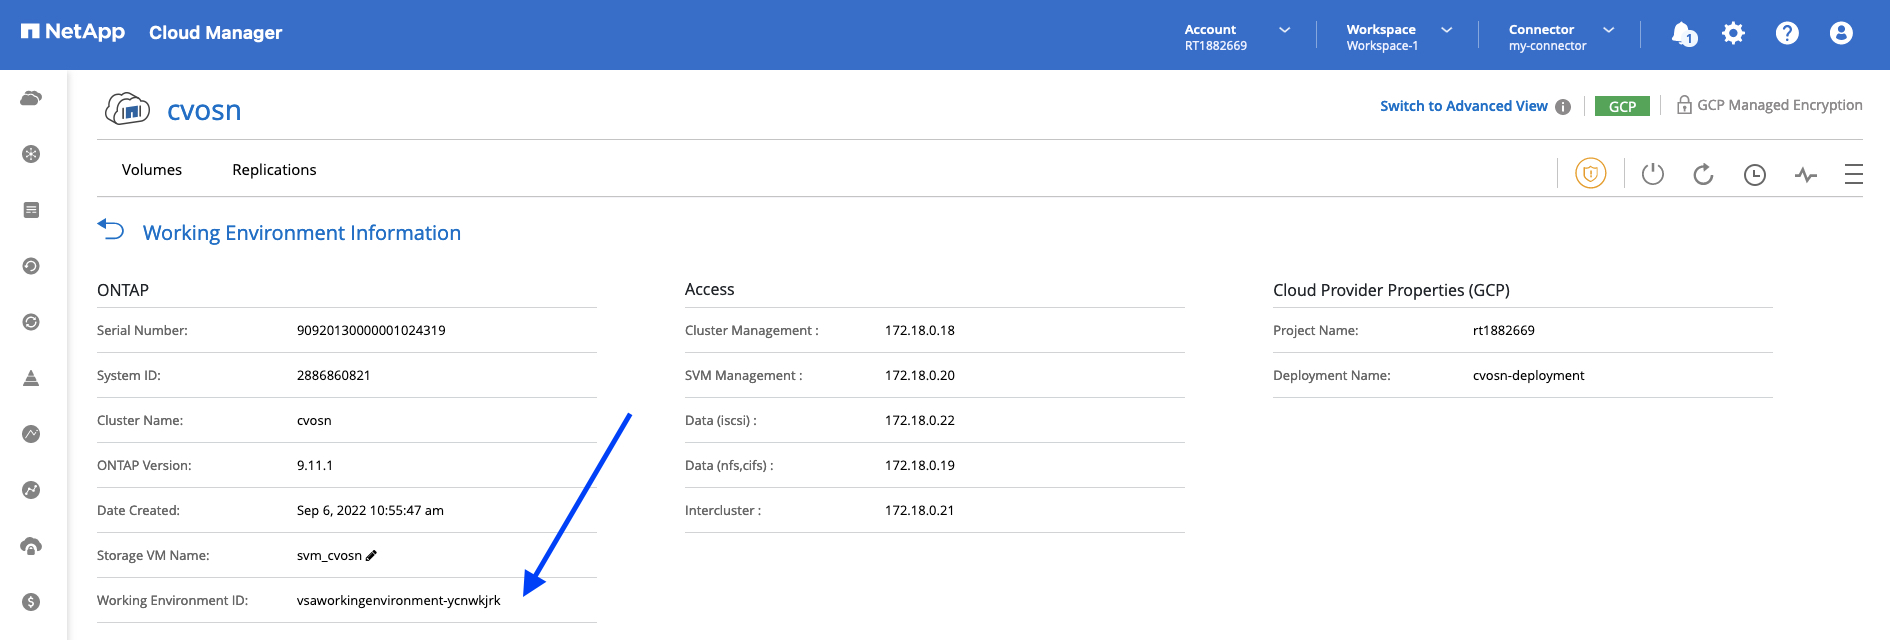 NetApp Cloud Manager
Account
RT1882669
Workspace
Workspace-1
Connector
my-connector
1
cvosn
Switch to Advanced View
GCP
GCP Managed Encryption
Volumes
Replications
Working Environment Information
ONTAP
Serial Number: 90920130000001024319
System ID: 2886860821
Cluster Name: cvosn
ONTAP Version: 9.11.1
Date Created: Sep 6, 2022 10:55:47 am
Storage VM Name: svm_cvosn
Working Environment ID: vsaworkingenvironment-ycnwkjrk
Access
Cluster Management : 172.18.0.18
SVM Management : 172.18.0.20
Data (iscsi) : 172.18.0.22
Data (nfs,cifs) : 172.18.0.19
Intercluster : 172.18.0.21
Cloud Provider Properties (GCP)
Project Name: rt1882669
Deployment Name: cvosn-deployment